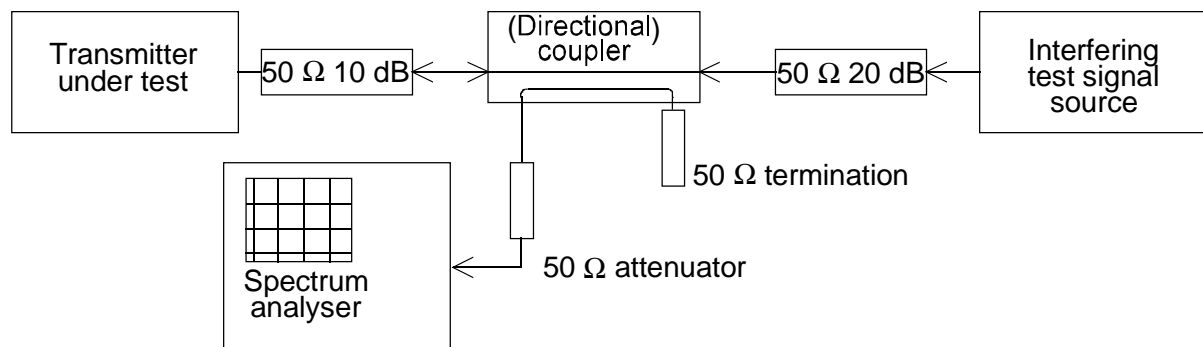 Transmitter
under test
50 Ω 10 dB
(Directional)
coupler
50 Ω 20 dB
Interfering
test signal
source
50 Ω termination
50 Ω attenuator
Spectrum
analyser